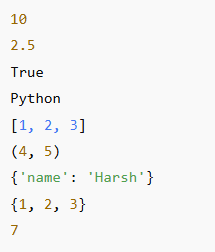 10
2.5
True
Python
[1, 2, 3]
(4, 5)
{'name': 'Harsh'}
{1, 2, 3}
7